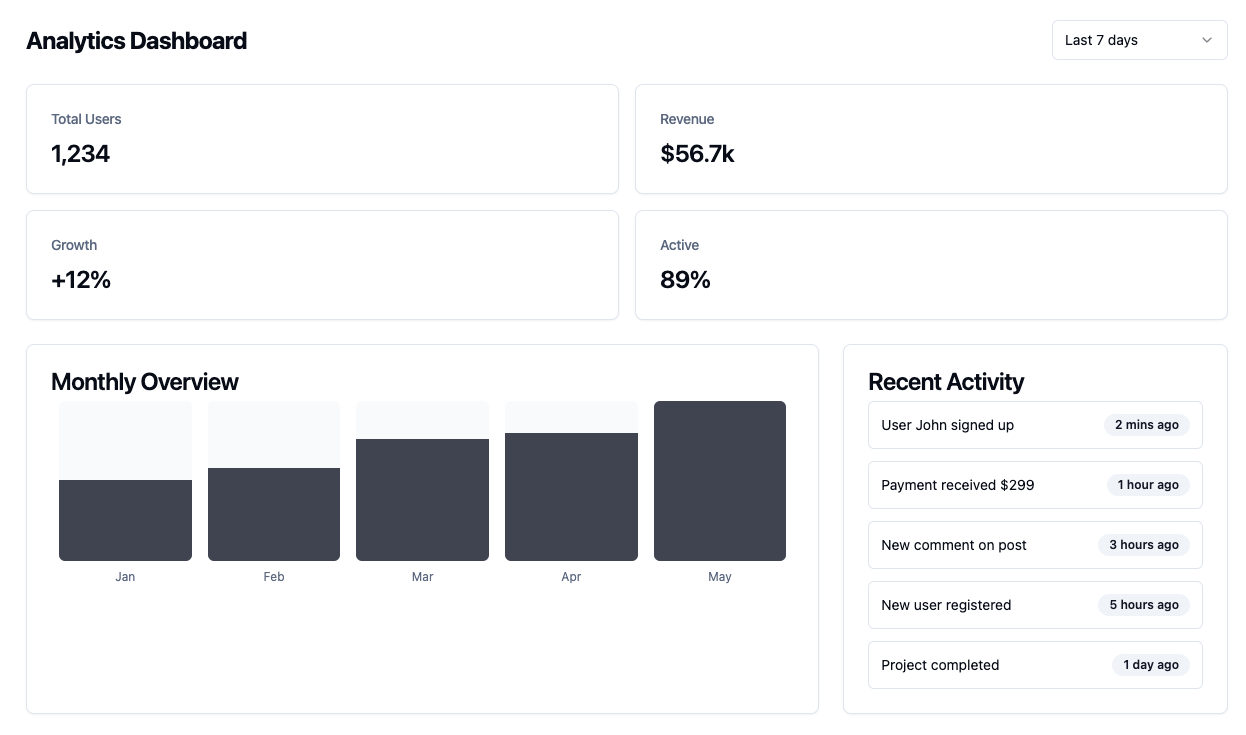 Analytics Dashboard
Last 7 days
Total Users
1,234
Revenue
$56.7k
Growth
+12%
Active
89%
Monthly Overview
Jan Feb Mar Apr May
Recent Activity
User John signed up 2 mins ago
Payment received $299 1 hour ago
New comment on post 3 hours ago
New user registered 5 hours ago
Project completed 1 day ago